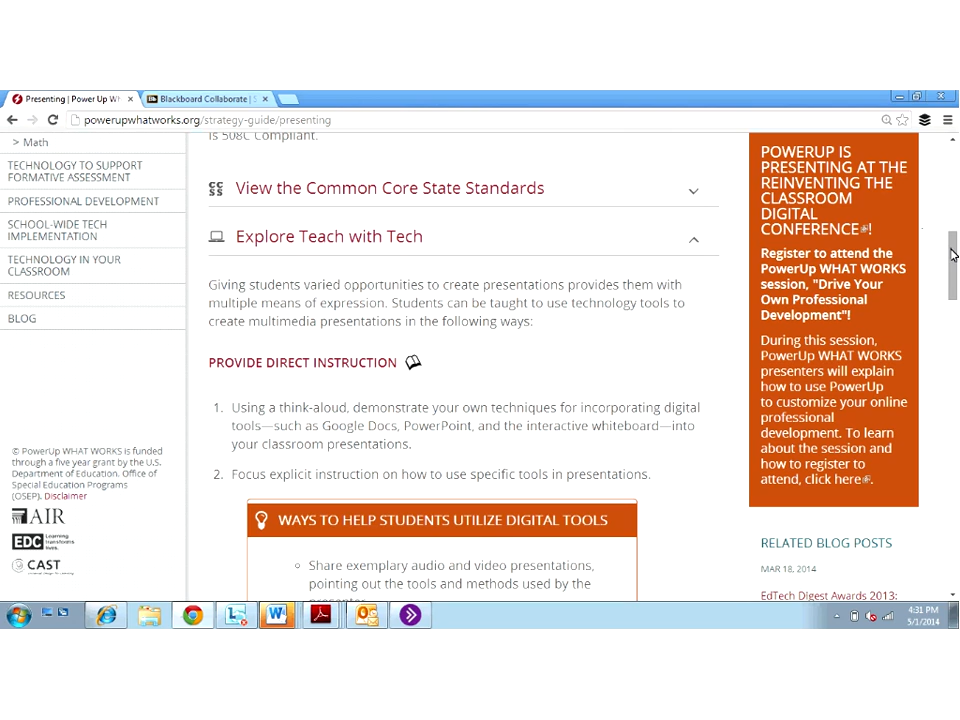 Presenting | Power Up W
Blackboard Collaborate |
powerupwhatworks.org/strategy-guide/presenting
> Math
TECHNOLOGY TO SUPPORT
FORMATIVE ASSESSMENT
PROFESSIONAL DEVELOPMENT
SCHOOL-WIDE TECH
IMPLEMENTATION
TECHNOLOGY IN YOUR
CLASSROOM
RESOURCES
BLOG
© PowerUp WHAT WORKS is funded
through a five year grant by the U.S.
Department of Education, Office of
Special Education Programs
(OSEP). Disclaimer
AIR
EDC Learning
transforms
lives.
CAST
is 508C Compliant.
CC
SS
View the Common Core State Standards
Explore Teach with Tech
Giving students varied opportunities to create presentations provides them with
multiple means of expression. Students can be taught to use technology tools to
create multimedia presentations in the following ways:
PROVIDE DIRECT INSTRUCTION
1. Using a think-aloud, demonstrate your own techniques for incorporating digital
tools—such as Google Docs, PowerPoint, and the interactive whiteboard—into
your classroom presentations.
2. Focus explicit instruction on how to use specific tools in presentations.
WAYS TO HELP STUDENTS UTILIZE DIGITAL TOOLS
Share exemplary audio and video presentations,
pointing out the tools and methods used by the
presenter.
POWERUP IS
PRESENTING AT THE
REINVENTING THE
CLASSROOM
DIGITAL
CONFERENCE!
Register to attend the
PowerUp WHAT WORKS
session, "Drive Your
Own Professional
Development"!
During this session,
PowerUp WHAT WORKS
presenters will explain
how to use PowerUp
to customize your online
professional
development. To learn
about the session and
how to register to
attend, click here.
RELATED BLOG POSTS
MAR 18, 2014
EdTech Digest Awards 2013:
4:31 PM
5/1/2014